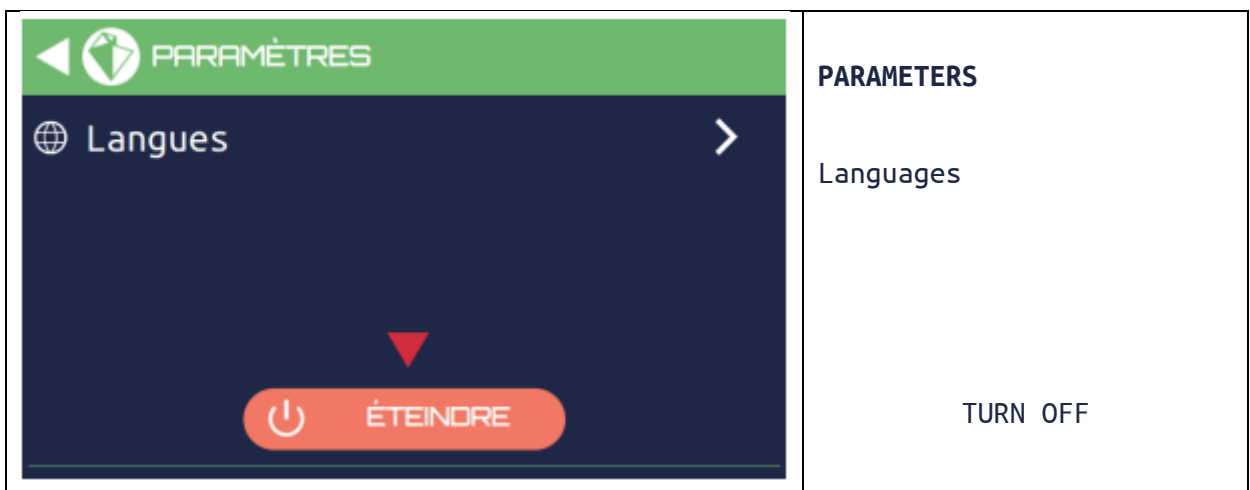 PARAMÈTRES
Langues
ÉTEINDRE
PARAMETERS
Languages
TURN OFF